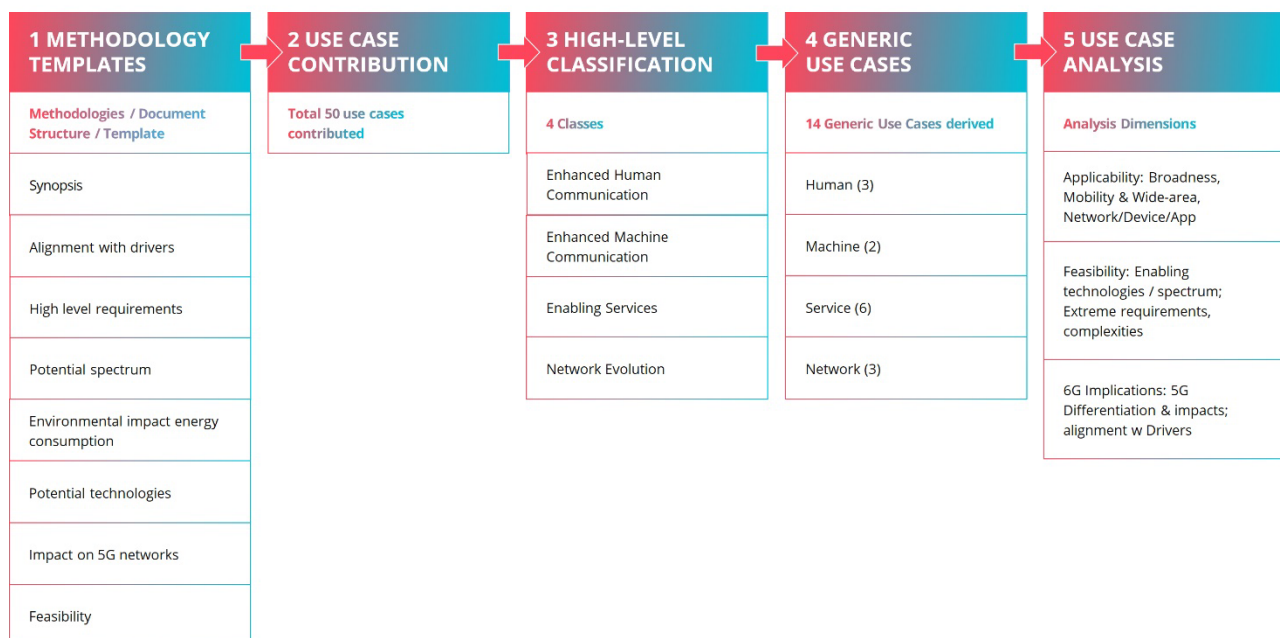 1 METHODOLOGY
TEMPLATES
Methodologies / Document
Structure / Template
Synopsis
Alignment with drivers
High level requirements
Potential spectrum
Environmental impact energy
consumption
Potential technologies
Impact on 5G networks
Feasibility
2 USE CASE
CONTRIBUTION
Total 50 use cases
contributed
3 HIGH-LEVEL
CLASSIFICATION
4 Classes
Enhanced Human
Communication
Enhanced Machine
Communication
Enabling Services
Network Evolution
4 GENERIC
USE CASES
14 Generic Use Cases derived
Human (3)
Machine (2)
Service (6)
Network (3)
5 USE CASE
ANALYSIS
Analysis Dimensions
Applicability: Broadness,
Mobility & Wide-area,
Network/Device/App
Feasibility: Enabling
technologies / spectrum;
Extreme requirements,
complexities
6G Implications: 5G
Differentiation & impacts;
alignment w Drivers